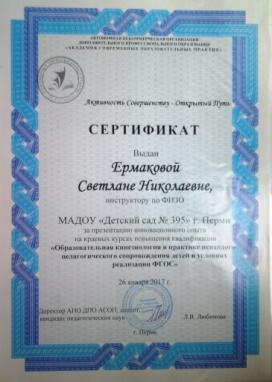 АВТОНОМНАЯ НЕКОММЕРЧЕСКАЯ ОРГАНИЗАЦИЯ
ДОПОЛНИТЕЛЬНОГО ПРОФЕССИОНАЛЬНОГО ОБРАЗОВАНИЯ
«АКАДЕМИЯ СОВРЕМЕННЫХ ОБРАЗОВАТЕЛЬНЫХ ПРАКТИК»
Активность Совершенству - Открытый Путь
СЕРТИФИКАТ
Выдан
Ермаковой
Светлане Николаевне,
инструктору по ФИЗО
МАДОУ «Детский сад № 395» г. Перми
за презентацию инновационного опыта
на краевых курсах повышения квалификации
«Образовательная кинезиология в практике психолого-
педагогического сопровождения детей в условиях
реализации ФГОС»
26 января 2017 г.
Директор АНО ДПО АСОП, доцент,
кандидат педагогических наук
Л.В. Любимова
г. Пермь